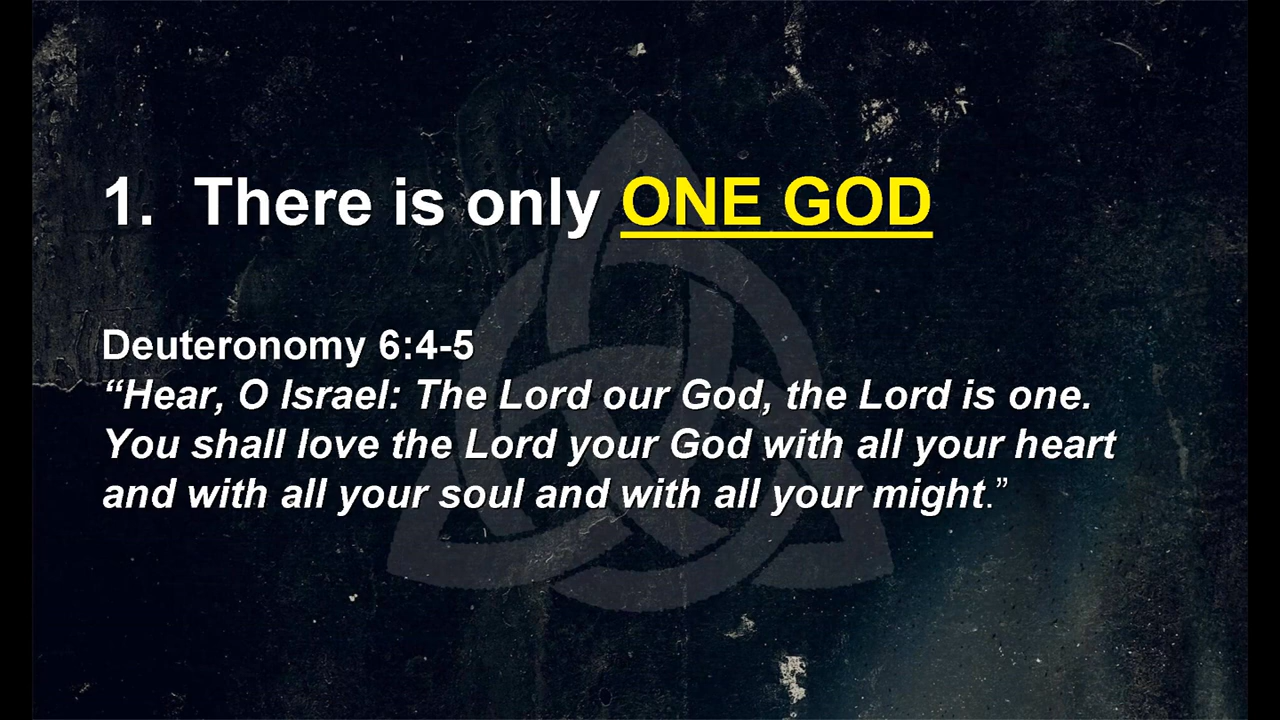 1. There is only ONE GOD
Deuteronomy 6:4-5
“Hear, O Israel: The Lord our God, the Lord is one.
You shall love the Lord your God with all your heart
and with all your soul and with all your might.”